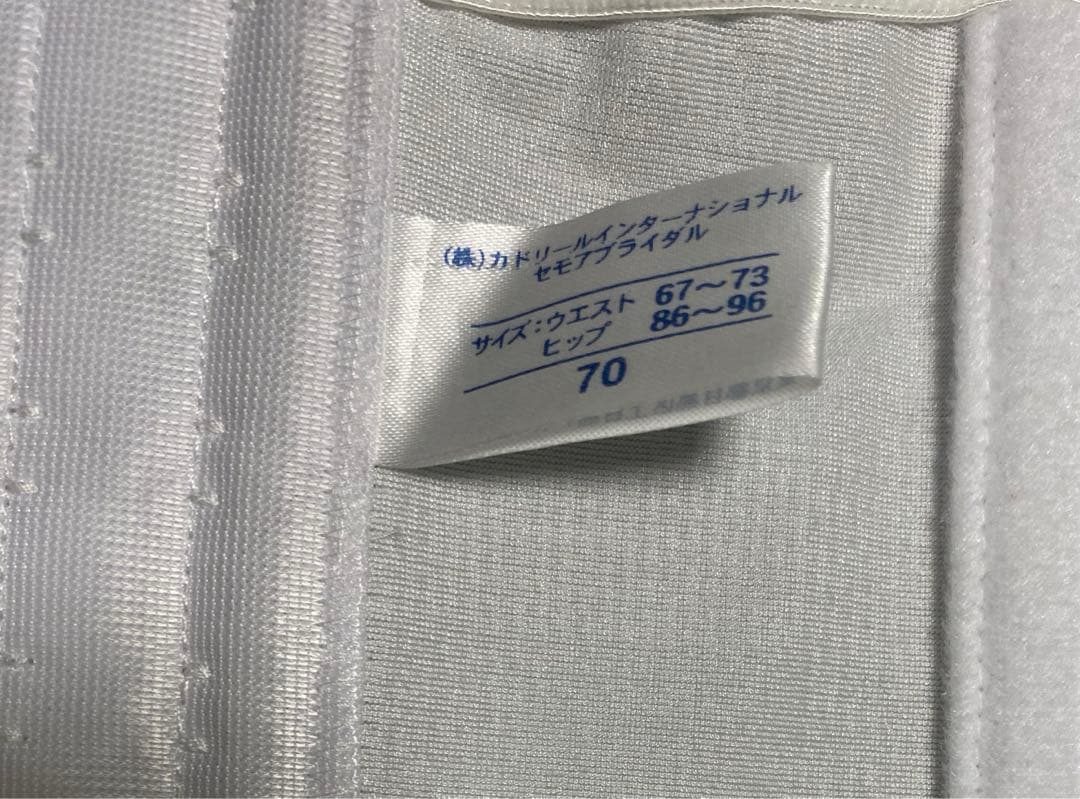 (株)カドリールインターナショナル
セモアブライダル
サイズ:ウエスト 67〜73
ヒップ 86〜96
70